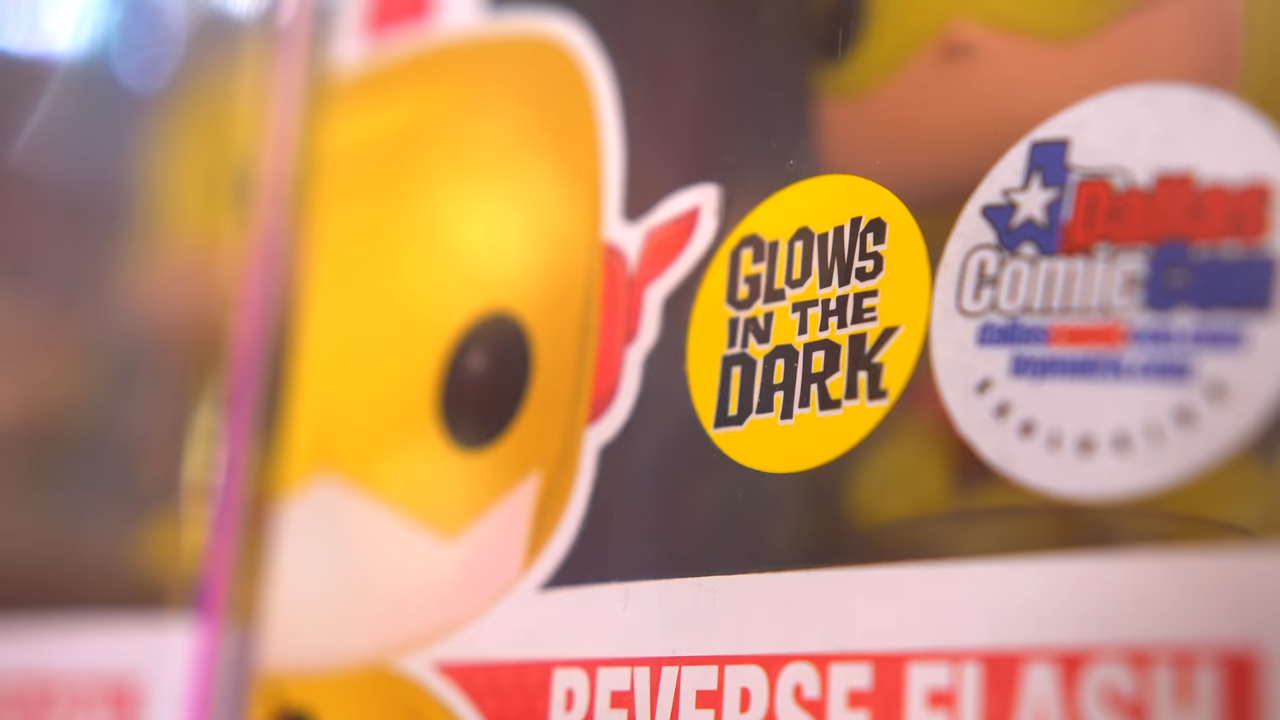 GLOWS
IN THE
DARK
Dallas
Comic Con
REVERSE FLASH